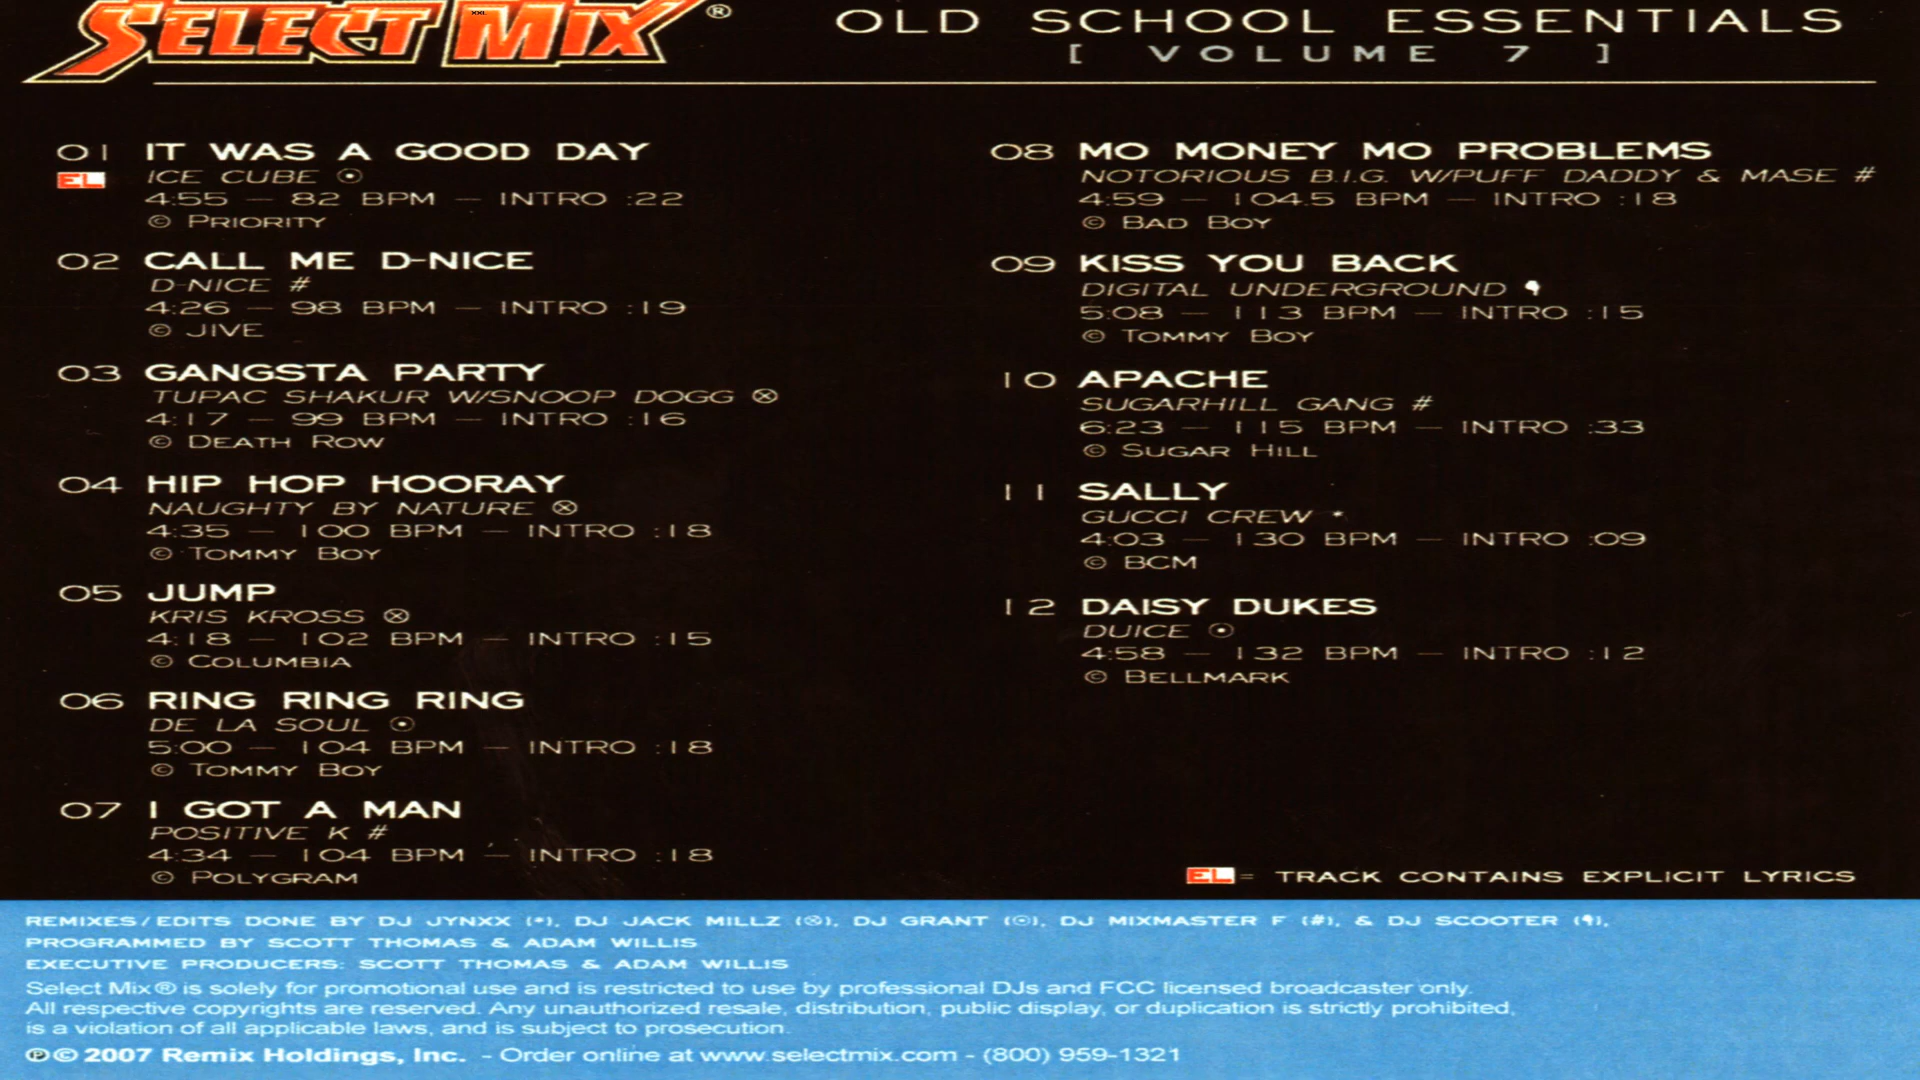 SELECT MIX®
XXL
OLD SCHOOL ESSENTIALS
[ VOLUME 7 ]
01 IT WAS A GOOD DAY
EL ICE CUBE ⊙
4:55 — 82 BPM — INTRO :22
© PRIORITY
02 CALL ME D-NICE
D-NICE #
4:26 — 98 BPM — INTRO :19
© JIVE
03 GANGSTA PARTY
TUPAC SHAKUR W/SNOOP DOGG ⊗
4:17 — 99 BPM — INTRO :16
© DEATH ROW
04 HIP HOP HOORAY
NAUGHTY BY NATURE ⊗
4:35 — 100 BPM — INTRO :18
© TOMMY BOY
05 JUMP
KRIS KROSS ⊗
4:18 — 102 BPM — INTRO :15
© COLUMBIA
06 RING RING RING
DE LA SOUL ⊙
5:00 — 104 BPM — INTRO :18
© TOMMY BOY
07 I GOT A MAN
POSITIVE K #
4:34 — 104 BPM — INTRO :18
© POLYGRAM
08 MO MONEY MO PROBLEMS
NOTORIOUS B.I.G. W/PUFF DADDY & MASE #
4:59 — 104.5 BPM — INTRO :18
© BAD BOY
09 KISS YOU BACK
DIGITAL UNDERGROUND
5:08 — 113 BPM — INTRO :15
© TOMMY BOY
10 APACHE
SUGARHILL GANG #
6:23 — 115 BPM — INTRO :33
© SUGAR HILL
11 SALLY
GUCCI CREW *
4:03 — 130 BPM — INTRO :09
© BCM
12 DAISY DUKES
DUICE ⊙
4:58 — 132 BPM — INTRO :12
© BELLMARK
EL = TRACK CONTAINS EXPLICIT LYRICS
REMIXES/EDITS DONE BY DJ JYNXX (*), DJ JACK MILLZ (⊗), DJ GRANT (⊙), DJ MIXMASTER F (#), & DJ SCOOTER (),
PROGRAMMED BY SCOTT THOMAS & ADAM WILLIS
EXECUTIVE PRODUCERS: SCOTT THOMAS & ADAM WILLIS
Select Mix® is solely for promotional use and is restricted to use by professional DJs and FCC licensed broadcaster only.
All respective copyrights are reserved. Any unauthorized resale, distribution, public display, or duplication is strictly prohibited,
is a violation of all applicable laws, and is subject to prosecution.
℗© 2007 Remix Holdings, Inc. - Order online at www.selectmix.com - (800) 959-1321